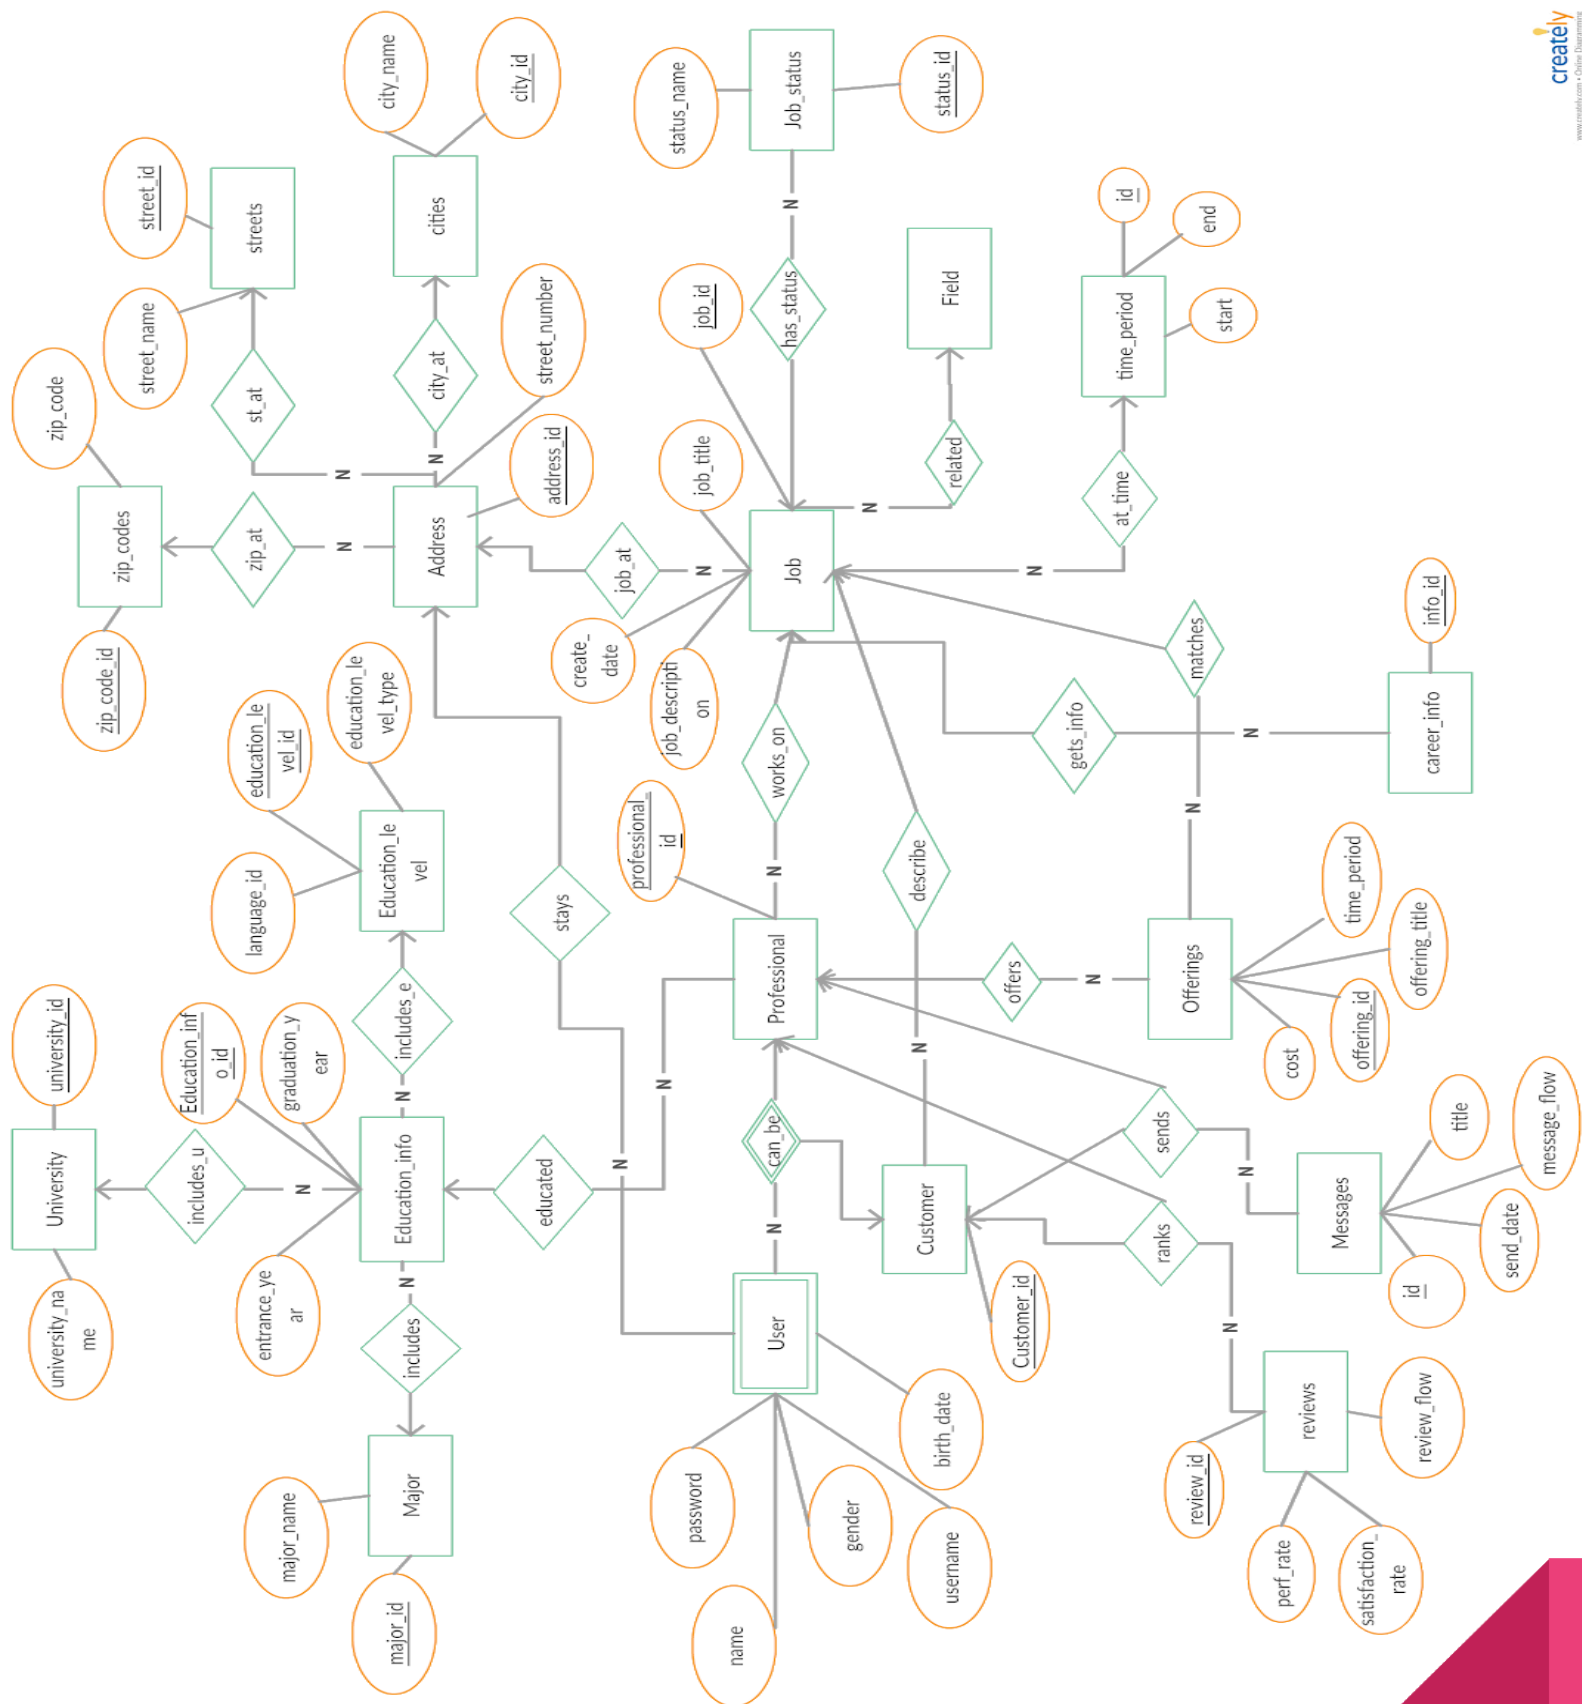 university_na
me
University
university_id
zip_code_id
zip_codes
zip_code
street_name
street_id
includes_u
Education_inf
o_id
language_id
education_le
vel_id
zip_at
st_at
streets
entrance_ye
ar
N
graduation_y
ear
education_le
vel_type
N
N
city_name
major_id
major_name
Major
includes
N
Education_info
N
includes_e
Education_le
vel
Address
N
city_at
cities
city_id
educated
stays
address_id
street_number
N
job_at
create_
date
N
professional_
id
job_descripti
on
N
job_title
job_id
status_name
name
password
User
N
can_be
Professional
N
works_on
Job
has_status
N
Job_status
gender
username
birth_date
Customer
N
describe
N
related
Field
status_id
Customer_id
offers
gets_info
N
at_time
time_period
id
end
start
ranks
sends
N
Offerings
N
matches
review_id
N
N
perf_rate
reviews
Messages
cost
offering_id
time_period
offering_title
N
career_info
info_id
satisfaction_
rate
review_flow
id
send_date
title
message_flow
creately
www.creately.com • Online Diagramming